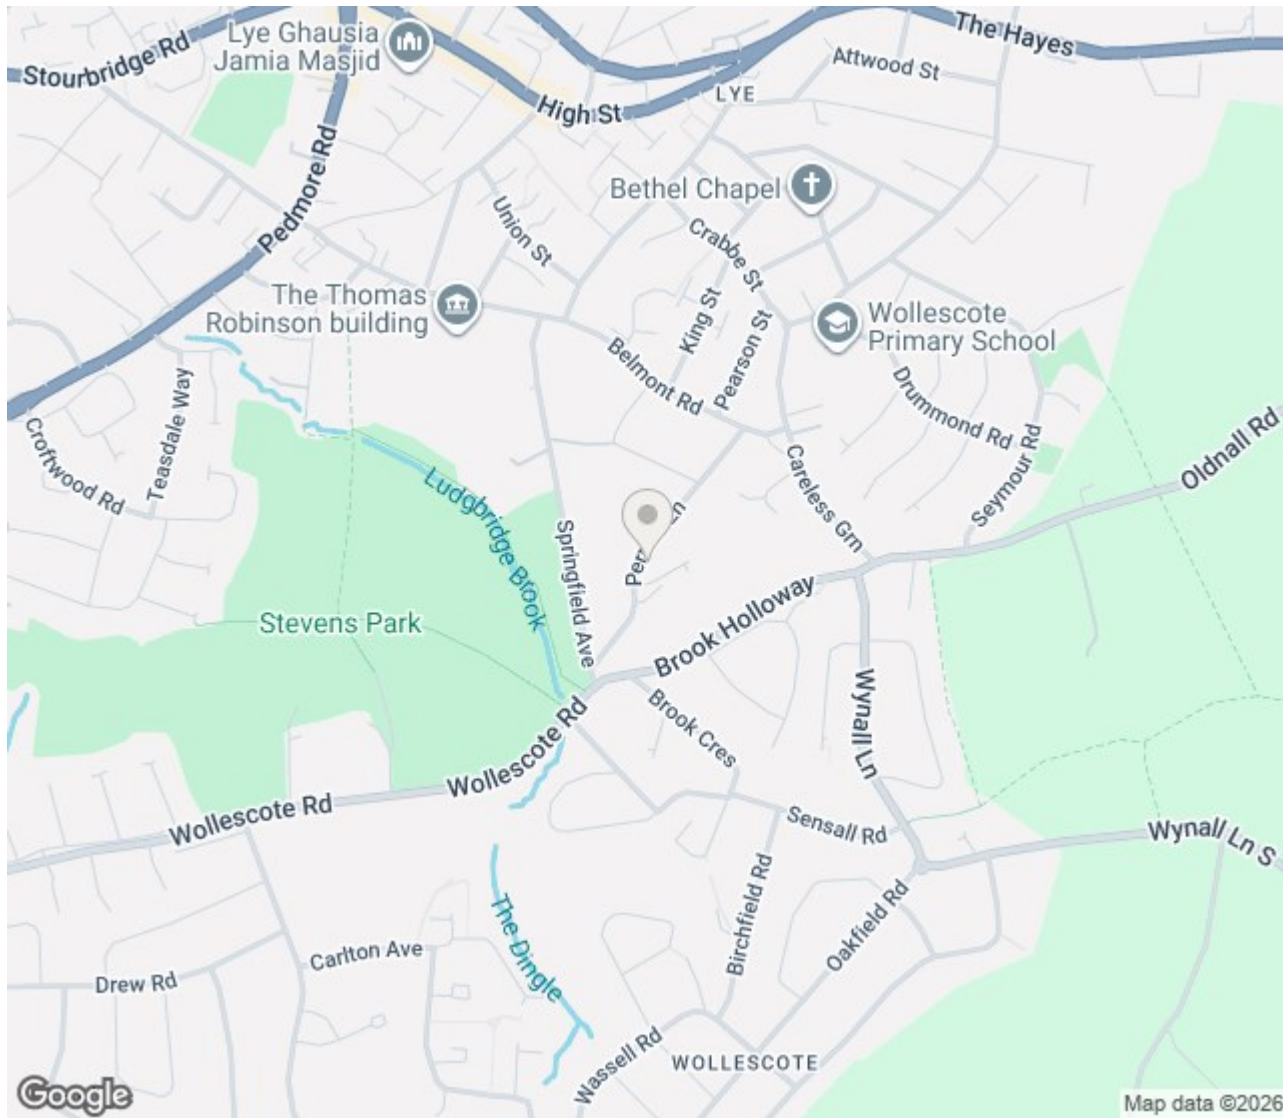 The Hayes
Lye Ghausia
Jamia Masjid
Stourbridge Rd
Attwood St
LYE
High St
Pedmore Rd
Bethel Chapel
Union St
Crabbe St
The Thomas
Robinson building
King St
Pearson St
Wollescote
Primary School
Belmont Rd
Drummond Rd
Teasdale Way
Croftwood Rd
Seymour Rd
Oldnall Rd
Careless Grn
Ludgbridge Brook
Springfield Ave
Stevens Park
Brook Holloway
Wynall Ln
Brook Cres
Wollescote Rd
Wollescote Rd
Sensall Rd
Wynall Ln S
Birchfield Rd
Oakfield Rd
The Dingle
Carlton Ave
Drew Rd
Wassell Rd
WOLLESCOTE
Google
Map data ©2026